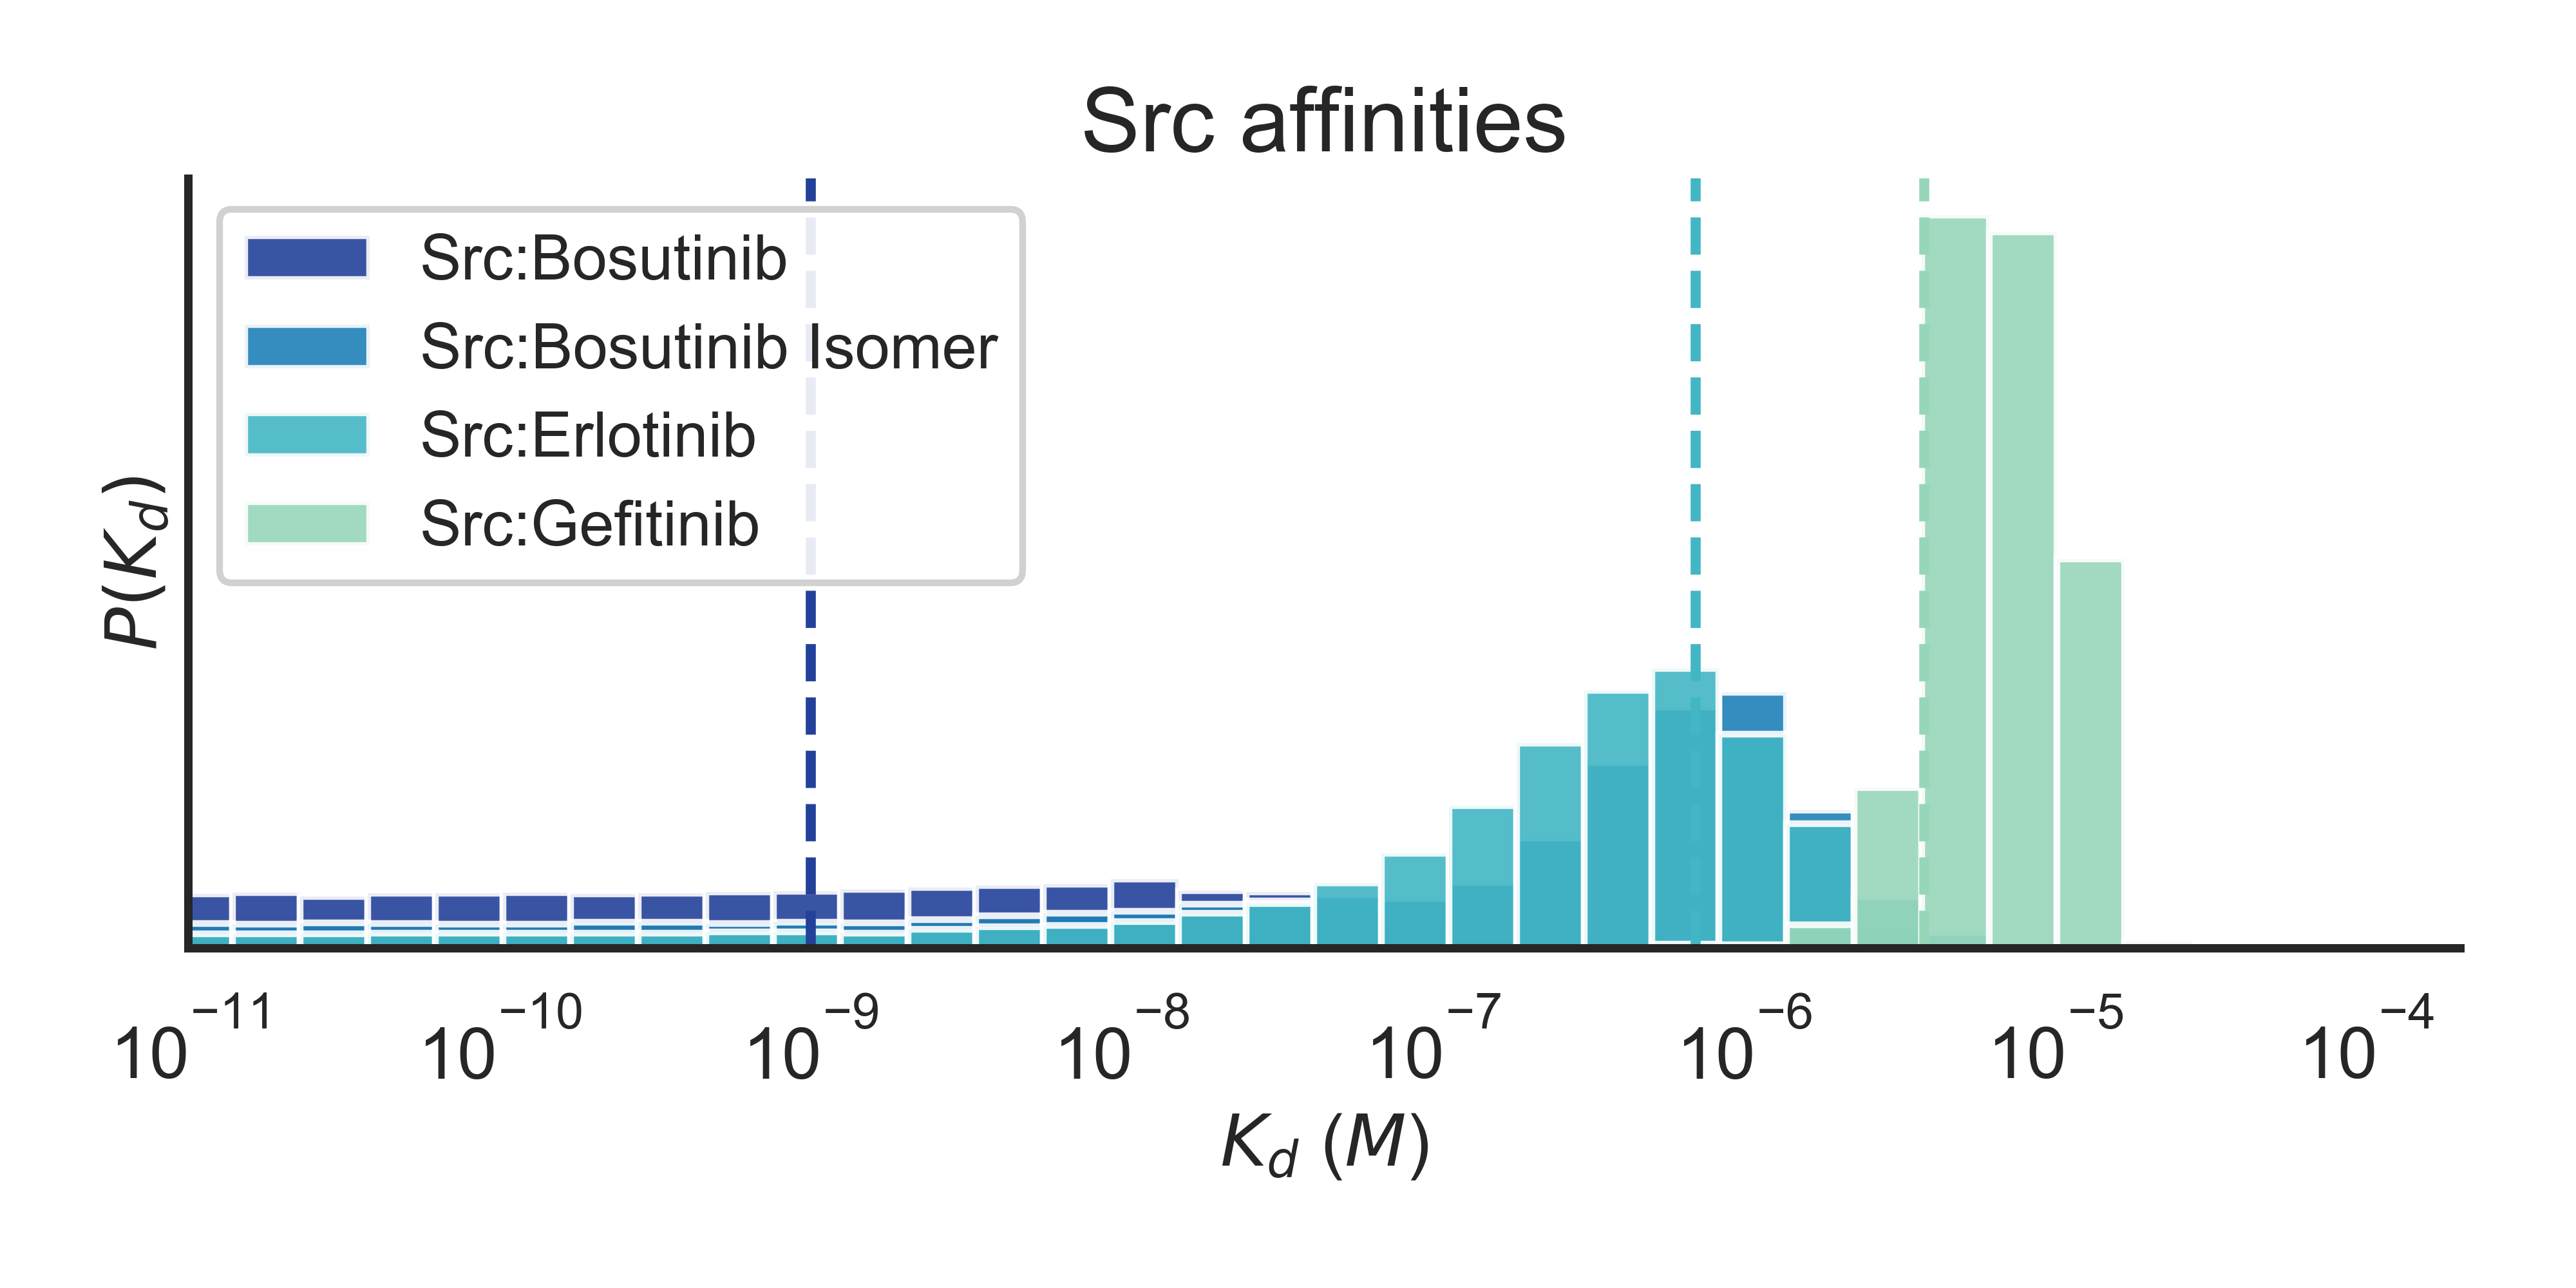 Src affinities
Src:Bosutinib
Src:Bosutinib Isomer
Src:Erlotinib
Src:Gefitinib
P(K_d)
10^−11 10^−10 10^−9 10^−8 10^−7 10^−6 10^−5 10^−4
K_d (M)